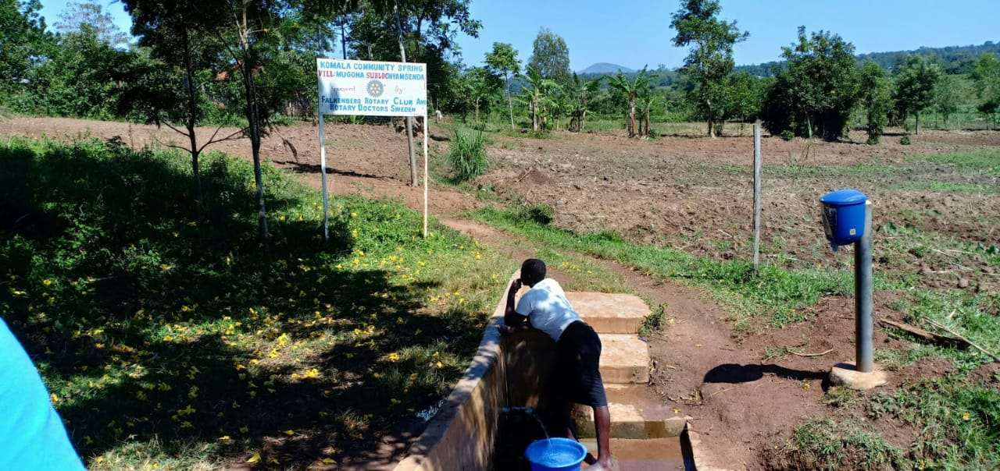 KOMALA COMMUNITY SPRING
VILL:MUGONA SUBLOC NYAMSENDA
Sponsored By:
FALKENBERG ROTARY CLUB AND
ROTARY DOCTORS SWEDEN